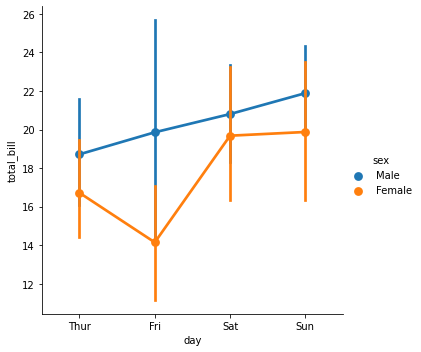 26
24
22
20
18
16
14
12
total_bill
Thur Fri Sat Sun
day
sex
Male
Female